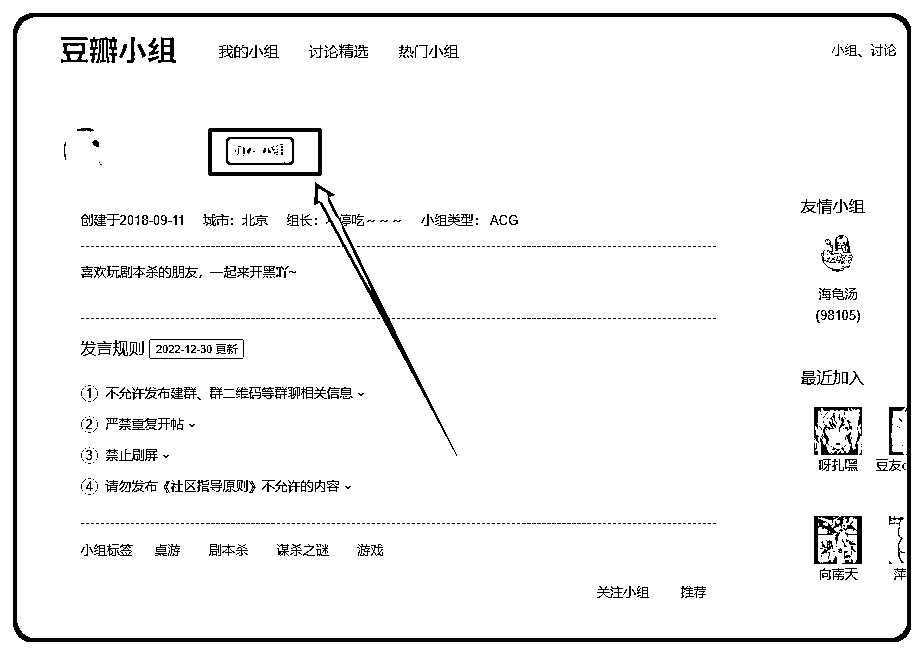 豆瓣小组 我的小组 讨论精选 热门小组 小组、讨论
创建于2018-09-11 城市：北京 组长： 停吃~~~ 小组类型： ACG
喜欢玩剧本杀的朋友，一起来开黑吖~
发言规则 2022-12-30 更新
① 不允许发布建群、群二维码等群聊相关信息
② 严禁重复开帖
③ 禁止刷屏
④ 请勿发布《社区指导原则》不允许的内容
小组标签 桌游 剧本杀 谋杀之谜 游戏
关注小组 推荐
友情小组
海龟汤
(98105)
最近加入
呀扎嘿 豆友
向南天 萍